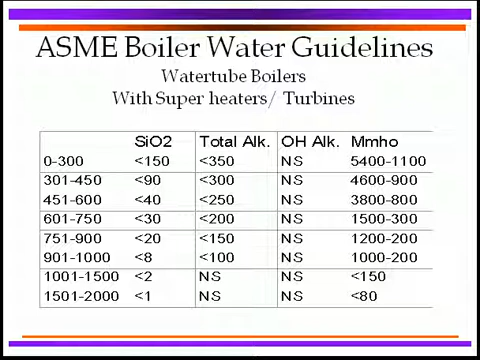 ASME Boiler Water Guidelines
Watertube Boilers
With Super heaters/ Turbines
SiO2 Total Alk. OH Alk. Mmho
0-300 <150 <350 NS 5400-1100
301-450 <90 <300 NS 4600-900
451-600 <40 <250 NS 3800-800
601-750 <30 <200 NS 1500-300
751-900 <20 <150 NS 1200-200
901-1000 <8 <100 NS 1000-200
1001-1500 <2 NS NS <150
1501-2000 <1 NS NS <80